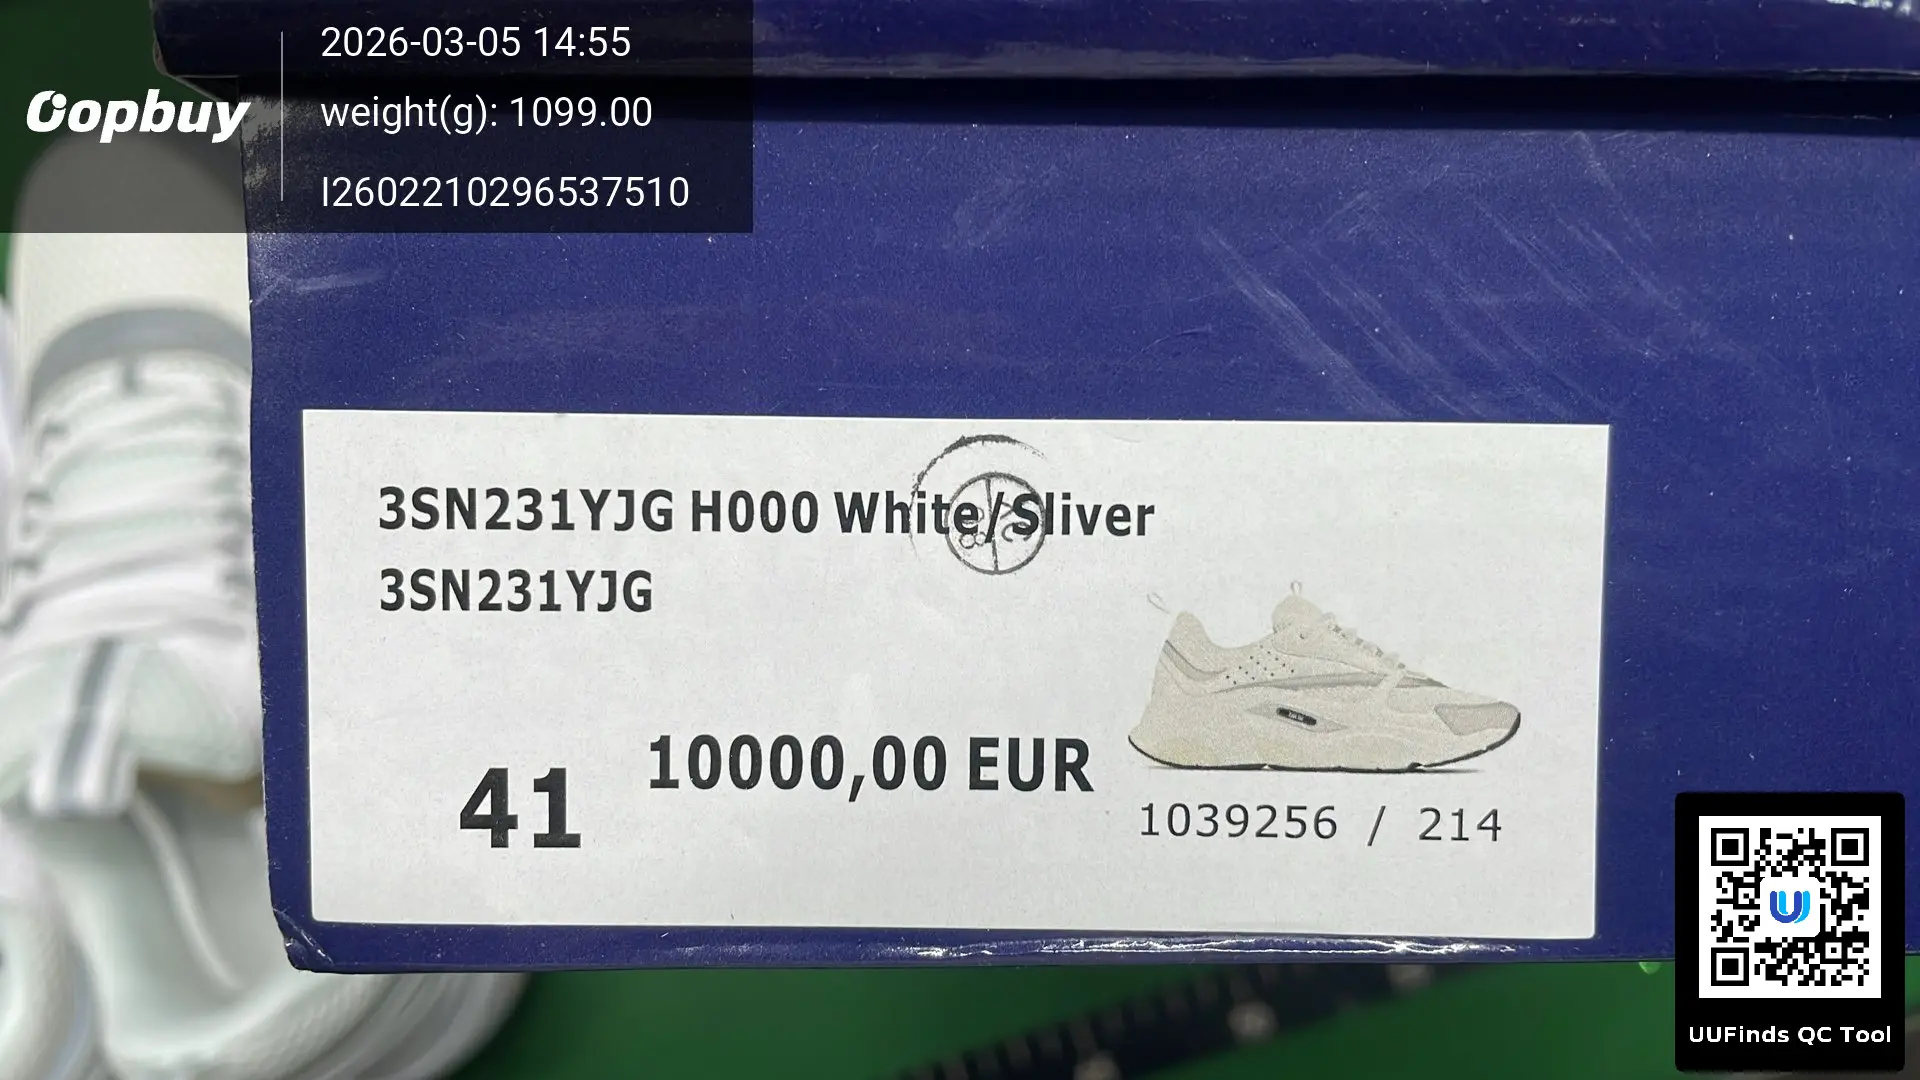 Oopbuy
2026-03-05 14:55
weight(g): 1099.00
I2602210296537510
3SN231YJG H000 White/Sliver
3SN231YJG
41
10000,00 EUR
1039256 / 214
UUFinds QC Tool